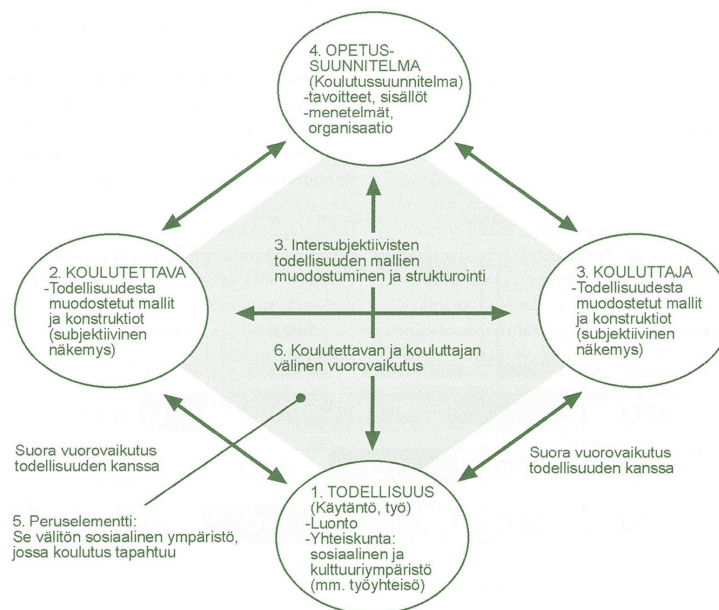 4. OPETUS-
SUUNNITELMA
(Koulutussuunnitelma)
-tavoitteet, sisällöt
-menetelmät,
organisaatio
3. Intersubjektiivisten
todellisuuden mallien
muodostuminen ja strukturointi
2. KOULUTETTAVA
-Todellisuudesta
muodostetut mallit
ja konstruktiot
(subjektiivinen
näkemys)
3. KOULUTTAJA
-Todellisuudesta
muodostetut mallit
ja konstruktiot
(subjektiivinen
näkemys)
6. Koulutettavan ja kouluttajan
välinen vuorovaikutus
Suora vuorovaikutus
todellisuuden kanssa
Suora vuorovaikutus
todellisuuden kanssa
5. Peruselementti:
Se välitön sosiaalinen ympäristö,
jossa koulutus tapahtuu
1. TODELLISUUS
(Käytäntö, työ)
-Luonto
-Yhteiskunta:
sosiaalinen ja
kulttuuriympäristö
(mm. työyhteisö)